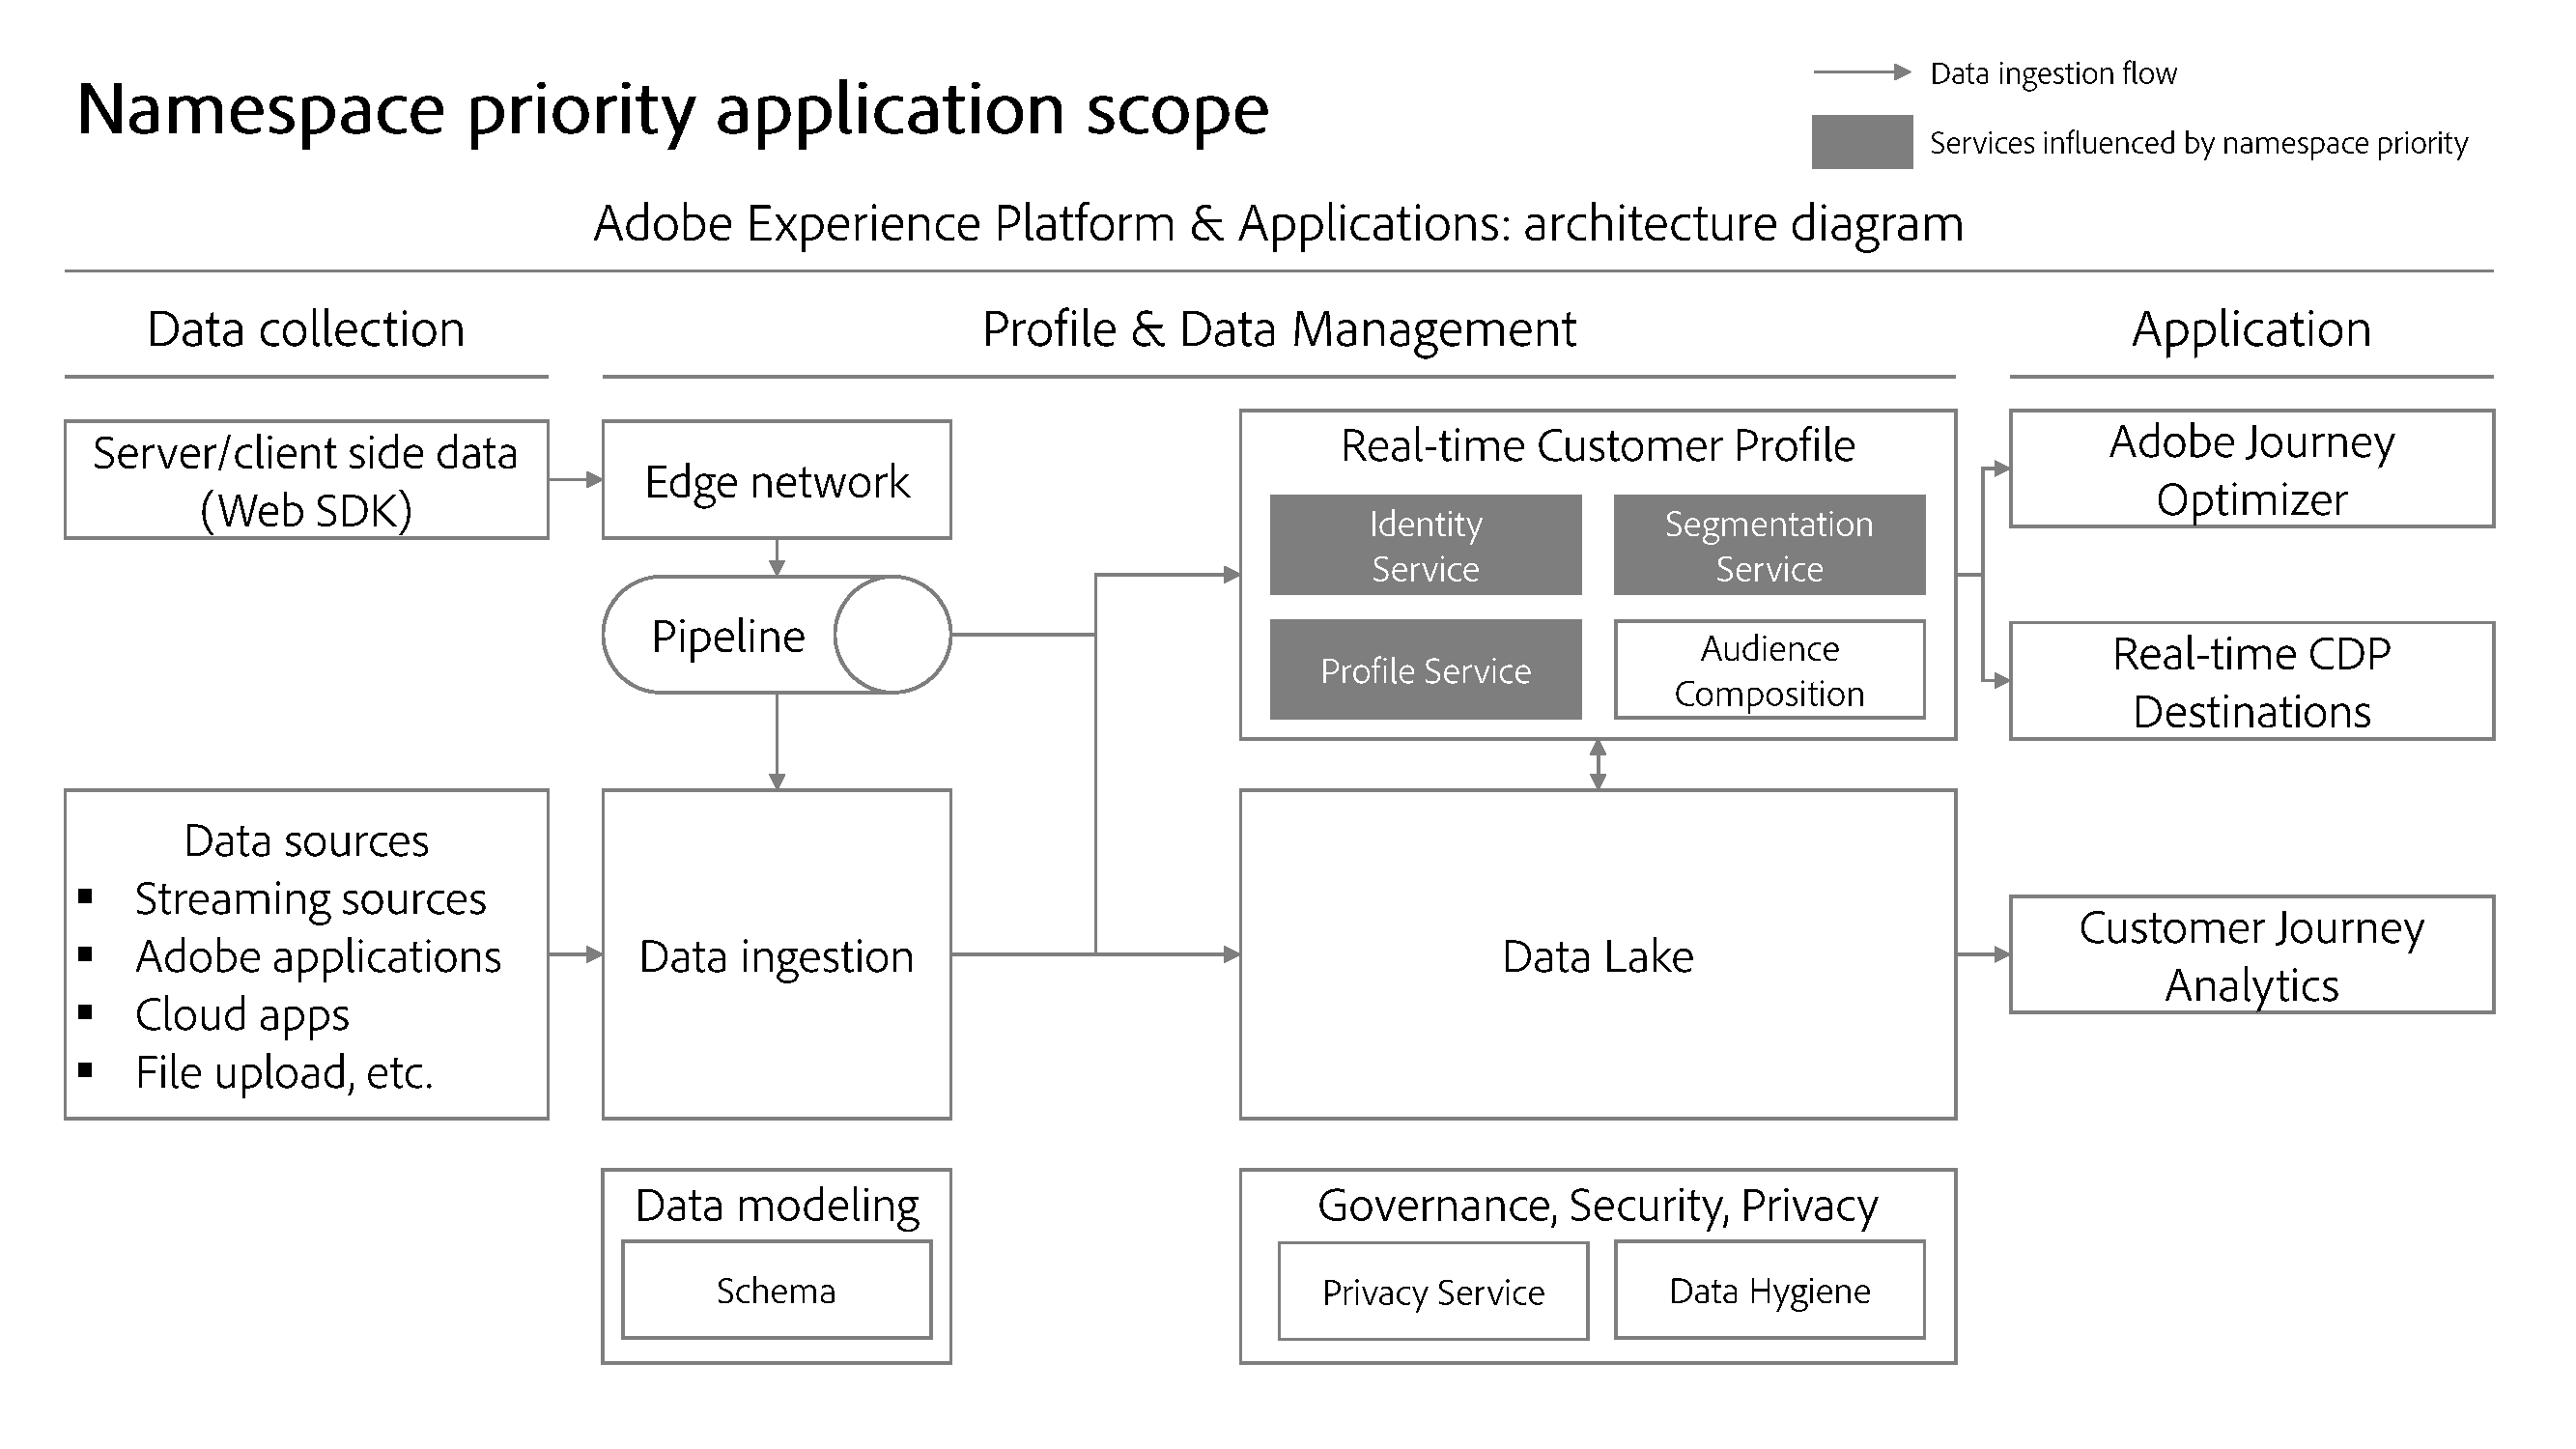 Namespace priority application scope
Data ingestion flow
Services influenced by namespace priority
Adobe Experience Platform & Applications: architecture diagram
Data collection
Profile & Data Management
Application
Server/client side data
(Web SDK)
Edge network
Pipeline
Real-time Customer Profile
Identity
Service
Segmentation
Service
Profile Service
Audience
Composition
Adobe Journey
Optimizer
Real-time CDP
Destinations
Data sources
▪ Streaming sources
▪ Adobe applications
▪ Cloud apps
▪ File upload, etc.
Data ingestion
Data Lake
Customer Journey
Analytics
Data modeling
Schema
Governance, Security, Privacy
Privacy Service
Data Hygiene